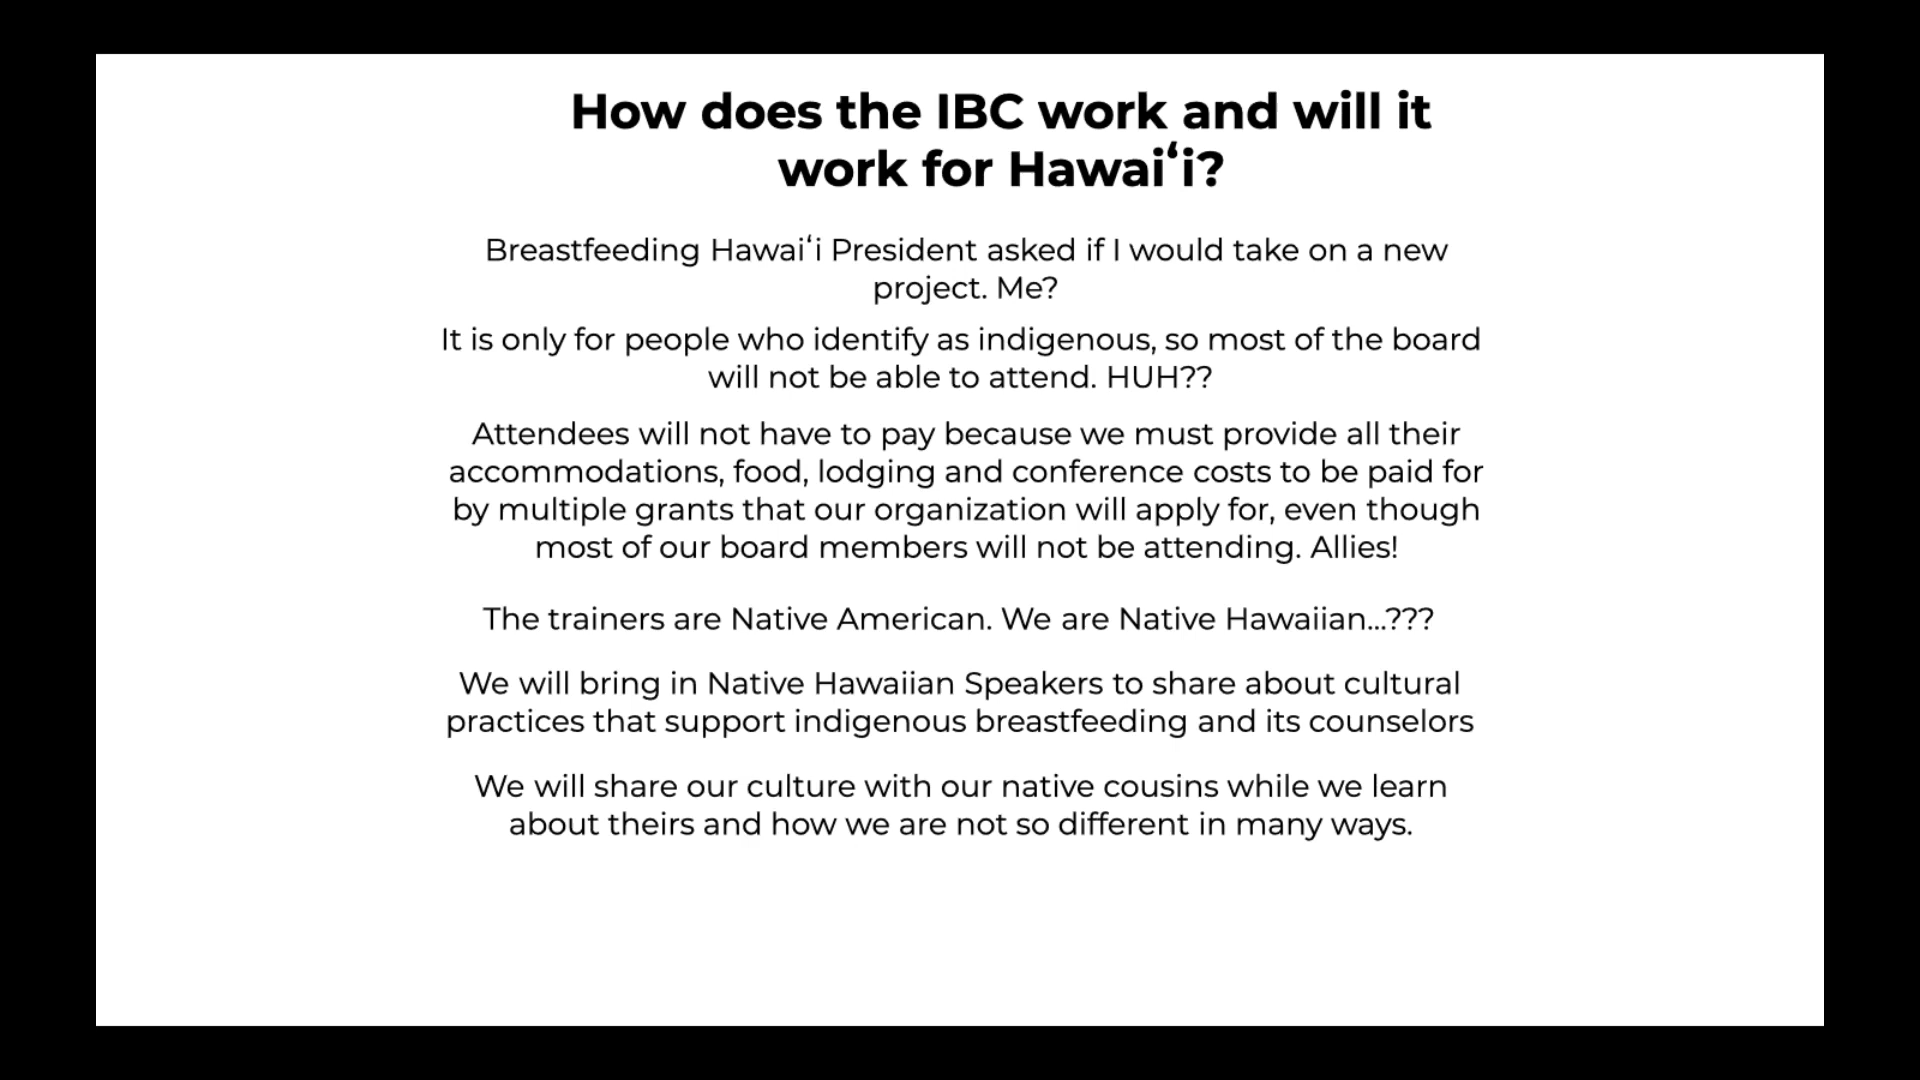 How does the IBC work and will it
work for Hawaiʻi?
Breastfeeding Hawaiʻi President asked if I would take on a new
project. Me?
It is only for people who identify as indigenous, so most of the board
will not be able to attend. HUH??
Attendees will not have to pay because we must provide all their
accommodations, food, lodging and conference costs to be paid for
by multiple grants that our organization will apply for, even though
most of our board members will not be attending. Allies!
The trainers are Native American. We are Native Hawaiian...???
We will bring in Native Hawaiian Speakers to share about cultural
practices that support indigenous breastfeeding and its counselors
We will share our culture with our native cousins while we learn
about theirs and how we are not so different in many ways.